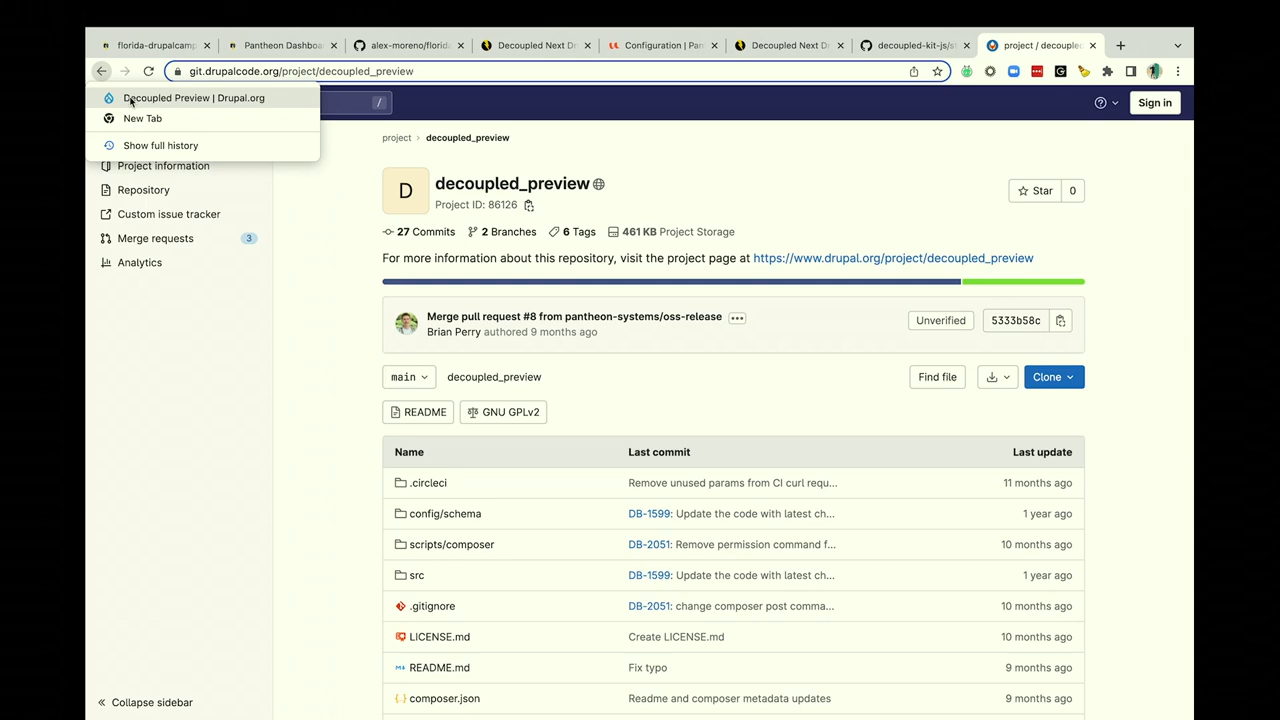 florida-drupalcamp
Pantheon Dashboa
alex-moreno/florida
Decoupled Next Dr
Configuration | Pan
Decoupled Next Dr
decoupled-kit-js/st
project / decoupled
git.drupalcode.org/project/decoupled_preview
Decoupled Preview | Drupal.org
New Tab
Show full history
/
Sign in
Project information
Repository
Custom issue tracker
Merge requests 3
Analytics
Collapse sidebar
project › decoupled_preview
D
decoupled_preview
Project ID: 86126
Star 0
27 Commits 2 Branches 6 Tags 461 KB Project Storage
For more information about this repository, visit the project page at https://www.drupal.org/project/decoupled_preview
Merge pull request #8 from pantheon-systems/oss-release
Brian Perry authored 9 months ago
Unverified 5333b58c
main decoupled_preview Find file Clone
README GNU GPLv2
Name Last commit Last update
.circleci Remove unused params from CI curl requ... 11 months ago
config/schema DB-1599: Update the code with latest ch... 1 year ago
scripts/composer DB-2051: Remove permission command f... 10 months ago
src DB-1599: Update the code with latest ch... 1 year ago
.gitignore DB-2051: change composer post comma... 10 months ago
LICENSE.md Create LICENSE.md 10 months ago
README.md Fix typo 9 months ago
composer.json Readme and composer metadata updates 9 months ago